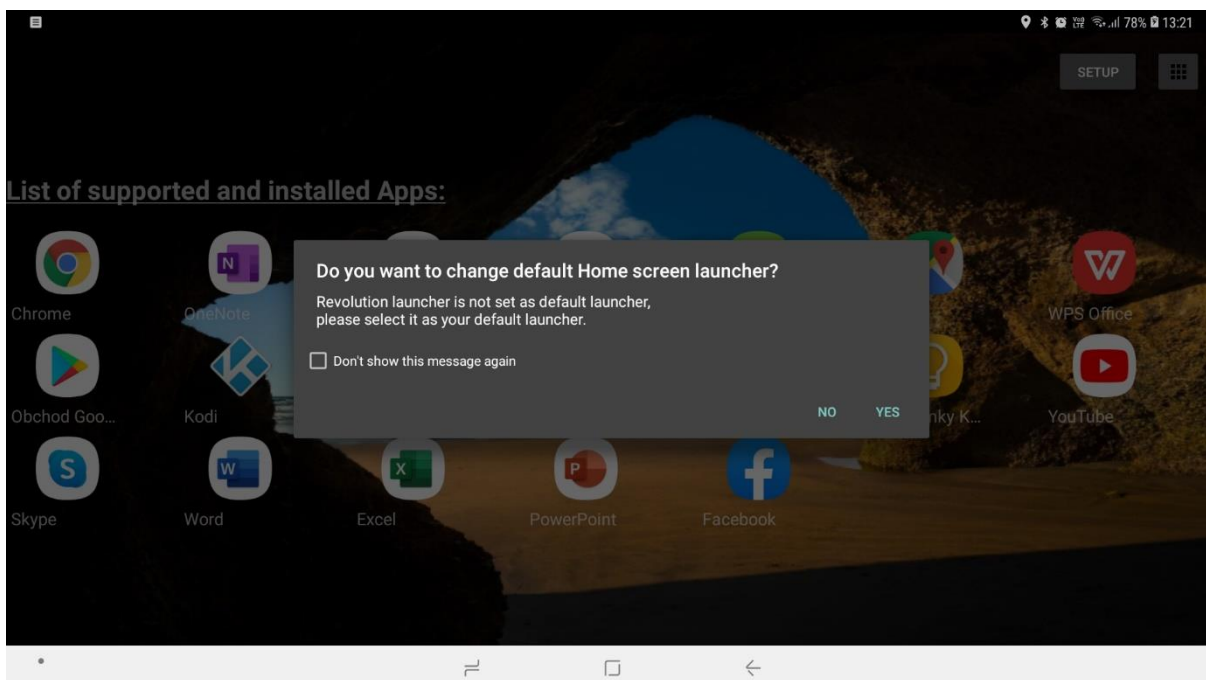 78% 13:21
SETUP
List of supported and installed Apps:
Do you want to change default Home screen launcher?
Revolution launcher is not set as default launcher,
please select it as your default launcher.
Don't show this message again
NO YES
Chrome OneNote WPS Office
Obchod Goo... Kodi nky K... YouTube
Skype Word Excel PowerPoint Facebook